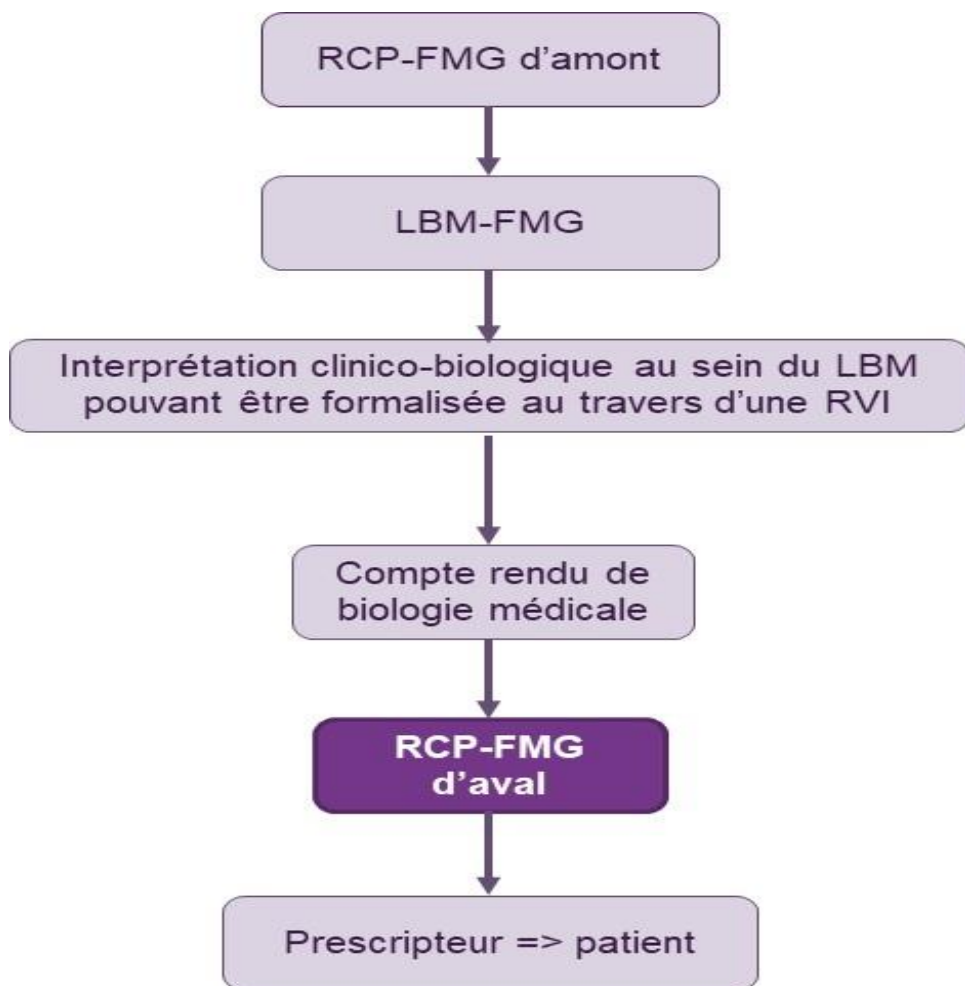 RCP-FMG d’amont
LBM-FMG
Interprétation clinico-biologique au sein du LBM
pouvant être formalisée au travers d’une RVI
Compte rendu de
biologie médicale
RCP-FMG
d’aval
Prescripteur => patient